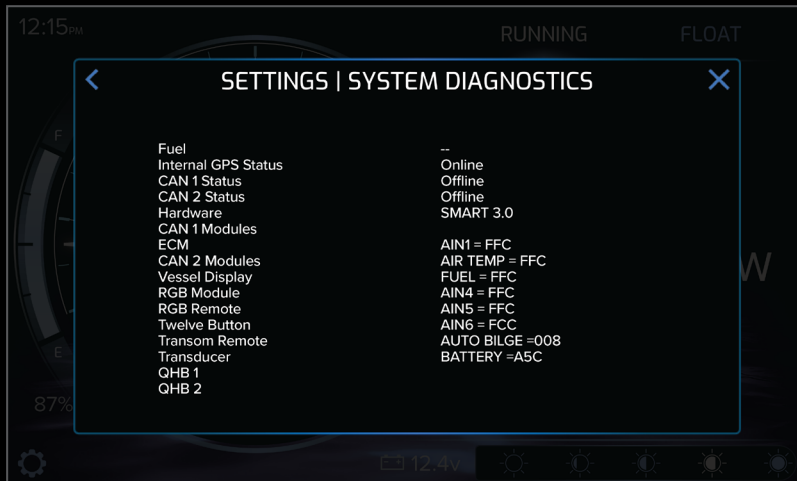 12:15PM
RUNNING
FLOAT
SETTINGS | SYSTEM DIAGNOSTICS
Fuel --
Internal GPS Status Online
CAN 1 Status Offline
CAN 2 Status Offline
Hardware SMART 3.0
CAN 1 Modules
ECM AIN1 = FFC
CAN 2 Modules AIR TEMP = FFC
Vessel Display FUEL = FFC
RGB Module AIN4 = FFC
RGB Remote AIN5 = FFC
Twelve Button AIN6 = FCC
Transom Remote AUTO BILGE =008
Transducer BATTERY =A5C
QHB 1
QHB 2
F
E
W
87%
12.4v